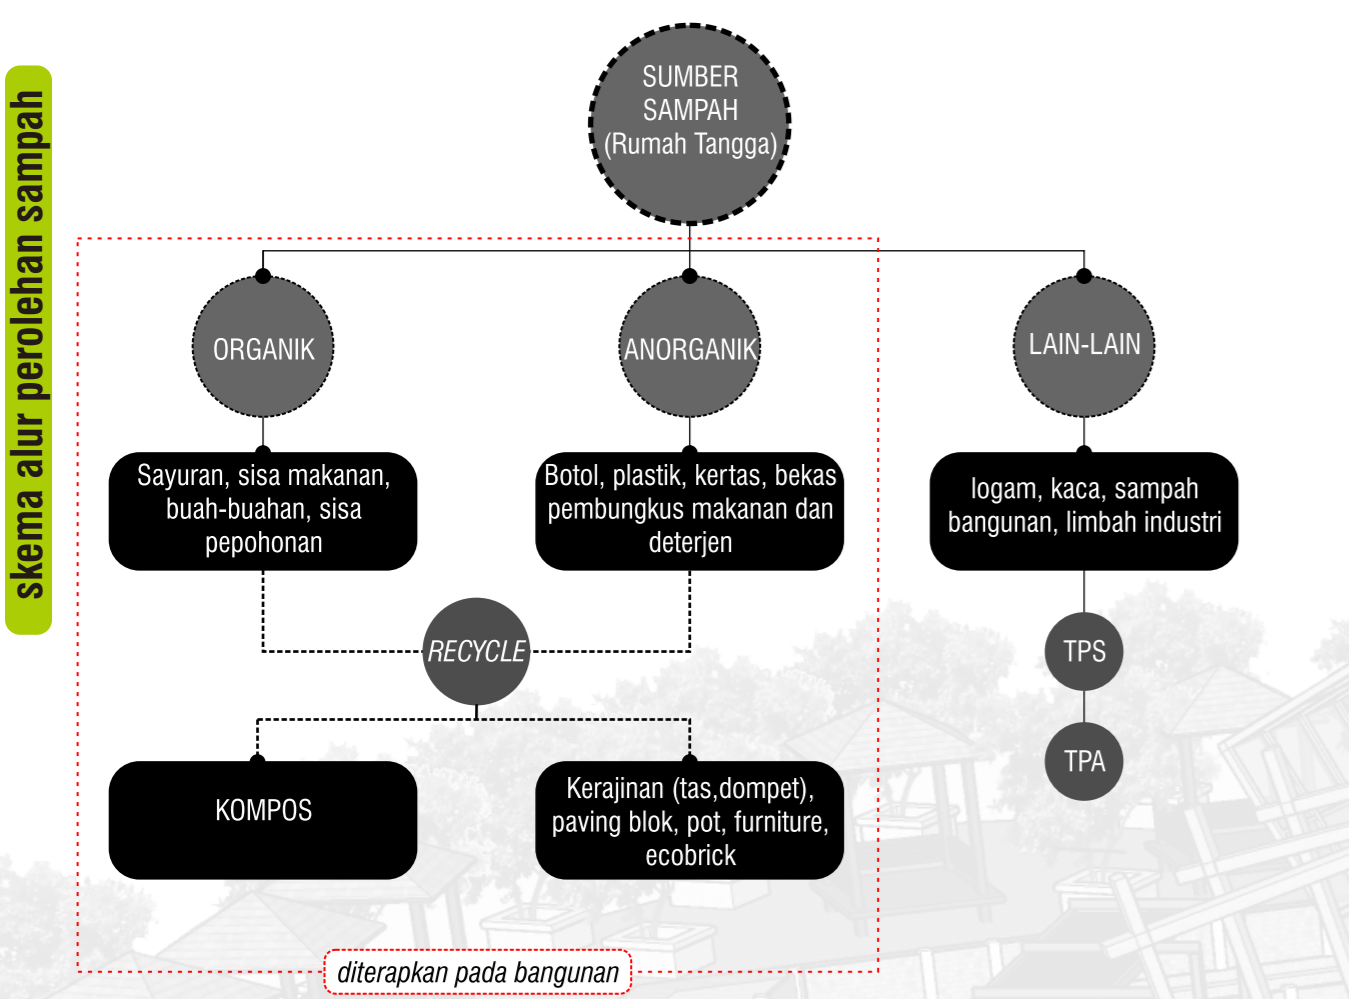 skema alur perolehan sampah
SUMBER
SAMPAH
(Rumah Tangga)
ORGANIK
ANORGANIK
LAIN-LAIN
Sayuran, sisa makanan,
buah-buahan, sisa
pepohonan
Botol, plastik, kertas, bekas
pembungkus makanan dan
deterjen
logam, kaca, sampah
bangunan, limbah industri
RECYCLE
TPS
TPA
KOMPOS
Kerajinan (tas,dompet),
paving blok, pot, furniture,
ecobrick
diterapkan pada bangunan